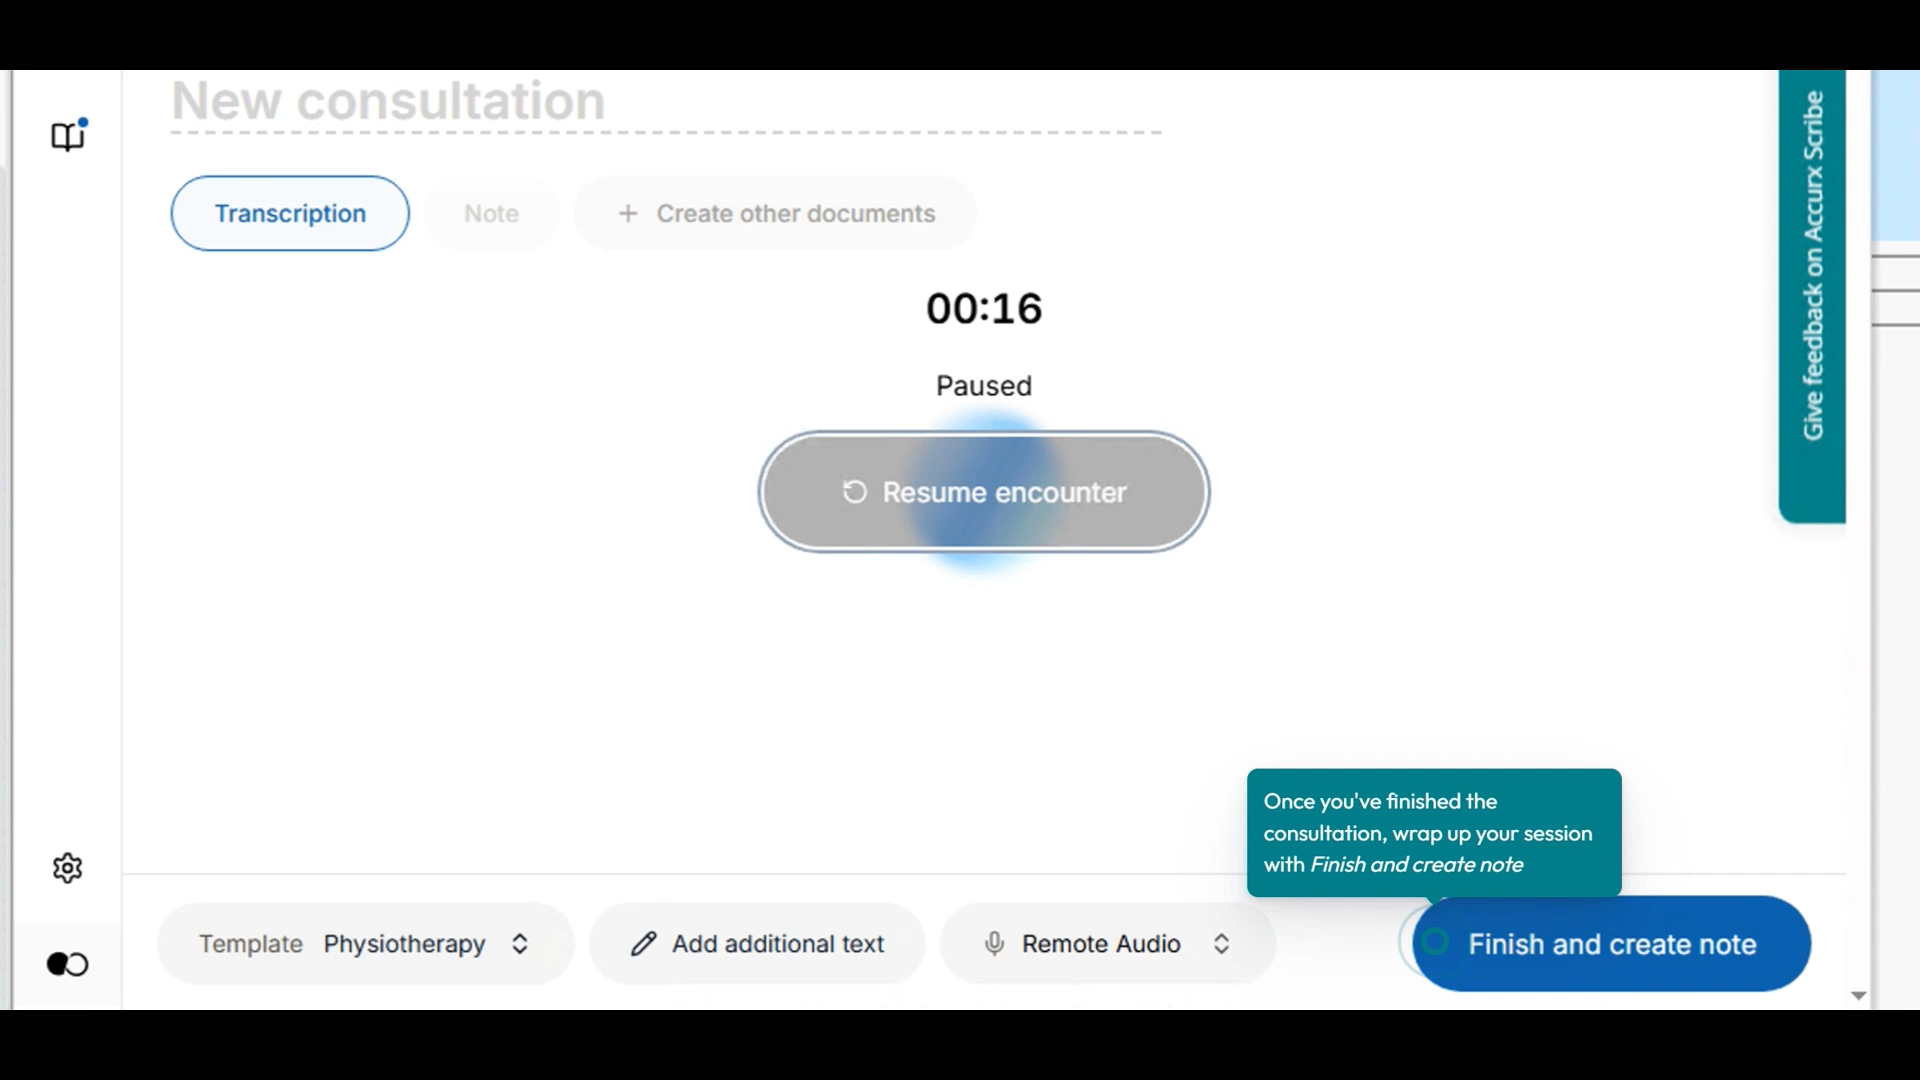 New consultation
Transcription
Note
+ Create other documents
Give feedback on Accurx Scribe
00:16
Paused
Resume encounter
Once you've finished the
consultation, wrap up your session
with Finish and create note
Template Physiotherapy
Add additional text
Remote Audio
Finish and create note